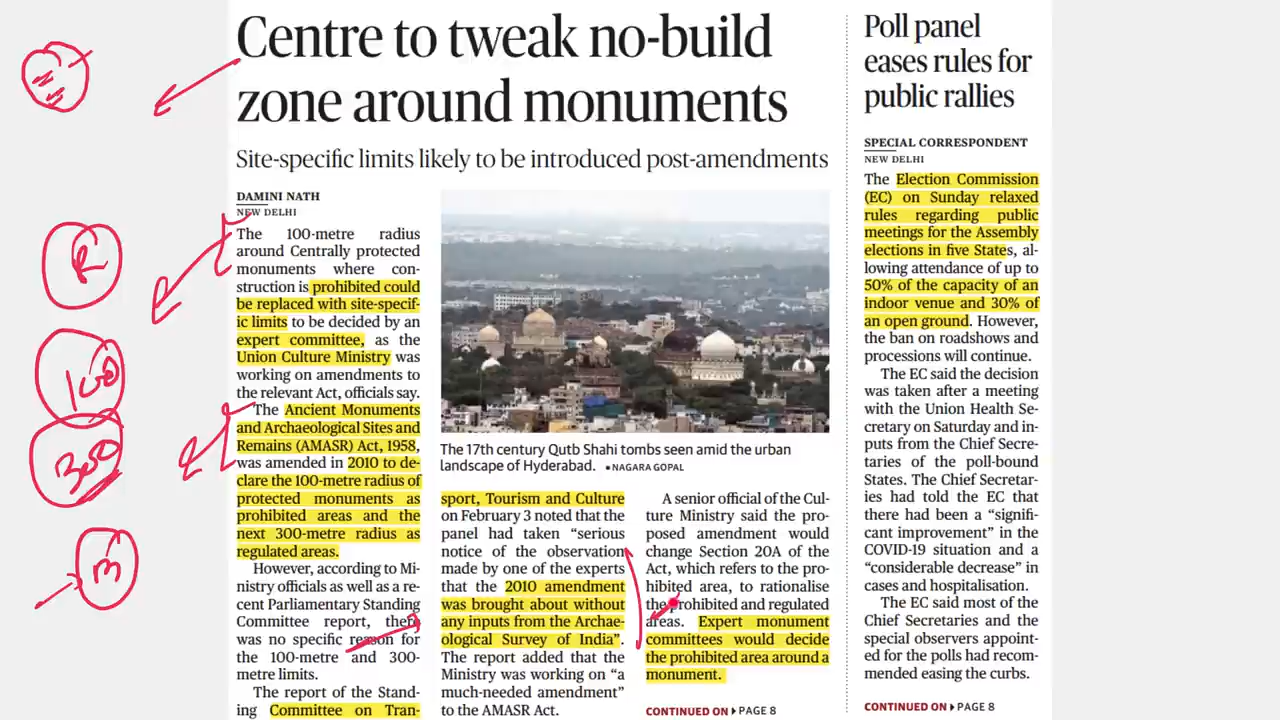 Centre to tweak no-build
zone around monuments
Site-specific limits likely to be introduced post-amendments
DAMINI NATH
NEW DELHI
The 100-metre radius
around Centrally protected
monuments where con-
struction is prohibited could
be replaced with site-specif-
ic limits to be decided by an
expert committee, as the
Union Culture Ministry was
working on amendments to
the relevant Act, officials say.
The Ancient Monuments
and Archaeological Sites and
Remains (AMASR) Act, 1958,
was amended in 2010 to de-
clare the 100-metre radius of
protected monuments as
prohibited areas and the
next 300-metre radius as
regulated areas.
However, according to Mi-
nistry officials as well as a re-
cent Parliamentary Standing
Committee report, there
was no specific reason for
the 100-metre and 300-
metre limits.
The report of the Stand-
ing Committee on Tran-
The 17th century Qutb Shahi tombs seen amid the urban
landscape of Hyderabad. •NAGARA GOPAL
sport, Tourism and Culture
on February 3 noted that the
panel had taken “serious
notice of the observation
made by one of the experts
that the 2010 amendment
was brought about without
any inputs from the Archae-
ological Survey of India”.
The report added that the
Ministry was working on “a
much-needed amendment”
to the AMASR Act.
A senior official of the Cul-
ture Ministry said the pro-
posed amendment would
change Section 20A of the
Act, which refers to the pro-
hibited area, to rationalise
the prohibited and regulated
areas. Expert monument
committees would decide
the prohibited area around a
monument.
CONTINUED ON PAGE 8
Poll panel
eases rules for
public rallies
SPECIAL CORRESPONDENT
NEW DELHI
The Election Commission
(EC) on Sunday relaxed
rules regarding public
meetings for the Assembly
elections in five States, al-
lowing attendance of up to
50% of the capacity of an
indoor venue and 30% of
an open ground. However,
the ban on roadshows and
processions will continue.
The EC said the decision
was taken after a meeting
with the Union Health Se-
cretary on Saturday and in-
puts from the Chief Secre-
taries of the poll-bound
States. The Chief Secretar-
ies had told the EC that
there had been a “signifi-
cant improvement” in the
COVID-19 situation and a
“considerable decrease” in
cases and hospitalisation.
The EC said most of the
Chief Secretaries and the
special observers appoint-
ed for the polls had recom-
mended easing the curbs.
CONTINUED ON PAGE 8
R
100
300
m